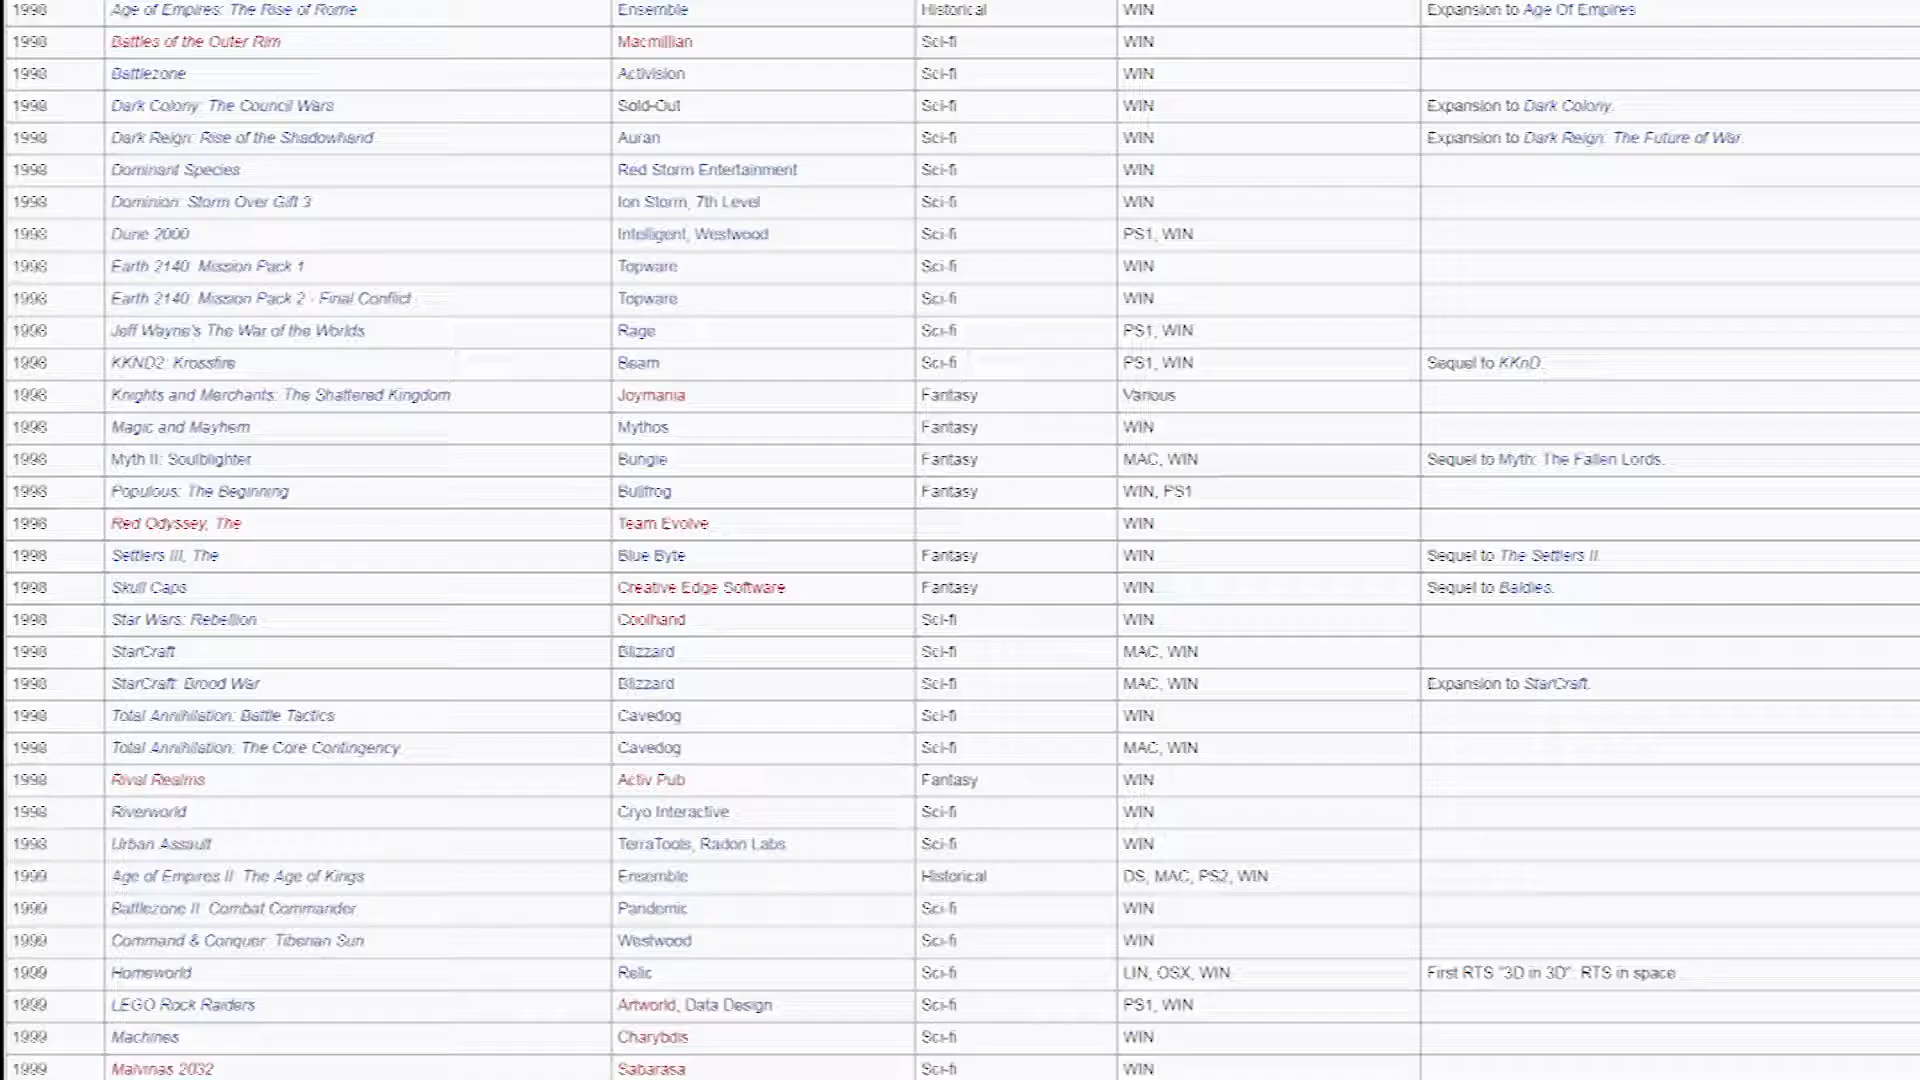 1998 Age of Empires: The Rise of Rome Ensemble Historical WIN Expansion to Age Of Empires
1998 Battles of the Outer Rim Macmillian Sci-fi WIN
1998 Battlezone Activision Sci-fi WIN
1998 Dark Colony: The Council Wars Sold-Out Sci-fi WIN Expansion to Dark Colony.
1998 Dark Reign: Rise of the Shadowhand Auran Sci-fi WIN Expansion to Dark Reign: The Future of War.
1998 Dominant Species Red Storm Entertainment Sci-fi WIN
1998 Dominion: Storm Over Gift 3 Ion Storm, 7th Level Sci-fi WIN
1998 Dune 2000 Intelligent, Westwood Sci-fi PS1, WIN
1998 Earth 2140: Mission Pack 1 Topware Sci-fi WIN
1998 Earth 2140: Mission Pack 2 - Final Conflict Topware Sci-fi WIN
1998 Jeff Wayne's The War of the Worlds Rage Sci-fi PS1, WIN
1998 KKND2: Krossfire Beam Sci-fi PS1, WIN Sequel to KKnD.
1998 Knights and Merchants: The Shattered Kingdom Joymania Fantasy Various
1998 Magic and Mayhem Mythos Fantasy WIN
1998 Myth II: Soulblighter Bungie Fantasy MAC, WIN Sequel to Myth: The Fallen Lords.
1998 Populous: The Beginning Bullfrog Fantasy WIN, PS1
1998 Red Odyssey, The Team Evolve WIN
1998 Settlers III, The Blue Byte Fantasy WIN Sequel to The Settlers II.
1998 Skull Caps Creative Edge Software Fantasy WIN Sequel to Baldies.
1998 Star Wars: Rebellion Coolhand Sci-fi WIN
1998 StarCraft Blizzard Sci-fi MAC, WIN
1998 StarCraft: Brood War Blizzard Sci-fi MAC, WIN Expansion to StarCraft.
1998 Total Annihilation: Battle Tactics Cavedog Sci-fi WIN
1998 Total Annihilation: The Core Contingency Cavedog Sci-fi MAC, WIN
1998 Rival Realms Activ Pub Fantasy WIN
1998 Riverworld Cryo Interactive Sci-fi WIN
1998 Urban Assault TerraTools, Radon Labs Sci-fi WIN
1999 Age of Empires II: The Age of Kings Ensemble Historical DS, MAC, PS2, WIN
1999 Battlezone II: Combat Commander Pandemic Sci-fi WIN
1999 Command & Conquer: Tiberian Sun Westwood Sci-fi WIN
1999 Homeworld Relic Sci-fi LIN, OSX, WIN First RTS "3D in 3D". RTS in space
1999 LEGO Rock Raiders Artworld, Data Design Sci-fi PS1, WIN
1999 Machines Charybdis Sci-fi WIN
1999 Malvinas 2032 Sabarasa Sci-fi WIN